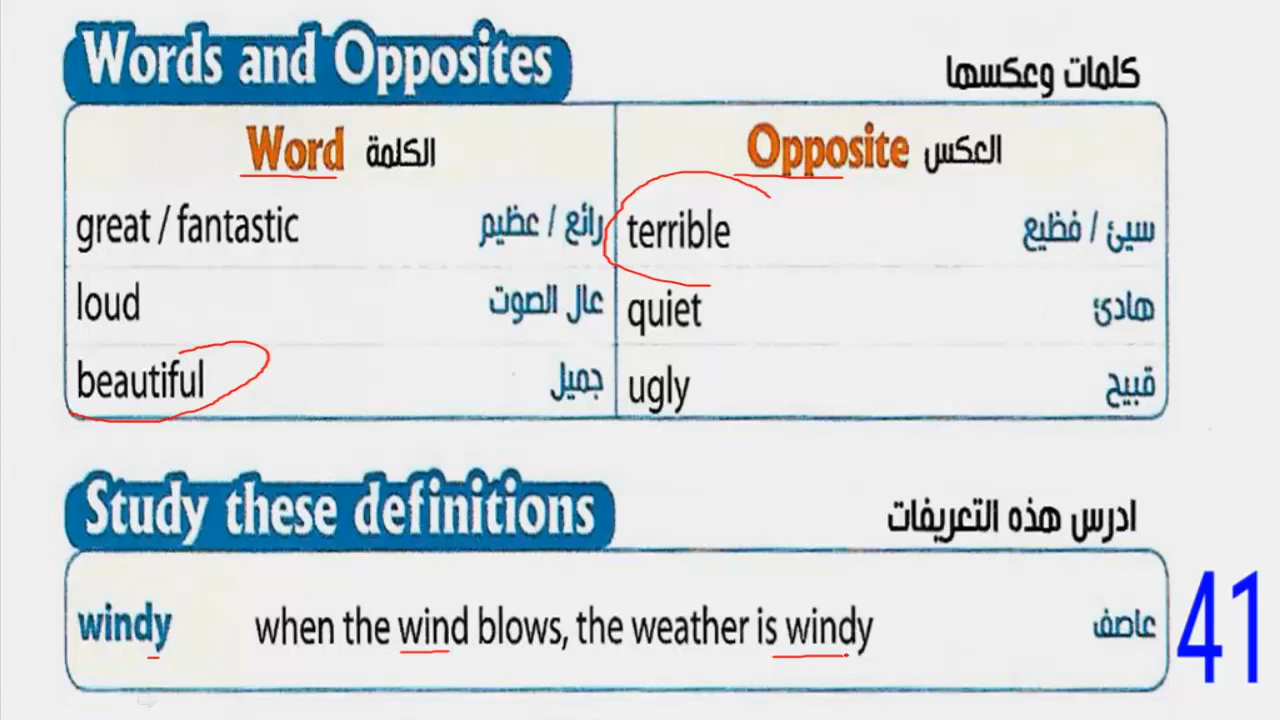 Words and Opposites كلمات وعكسها
Word الكلمة Opposite العكس
great / fantastic رائع / عظيم terrible سيئ / فظيع
loud عال الصوت quiet هادئ
beautiful جميل ugly قبيح
Study these definitions ادرس هذه التعريفات
windy when the wind blows, the weather is windy عاصف
41